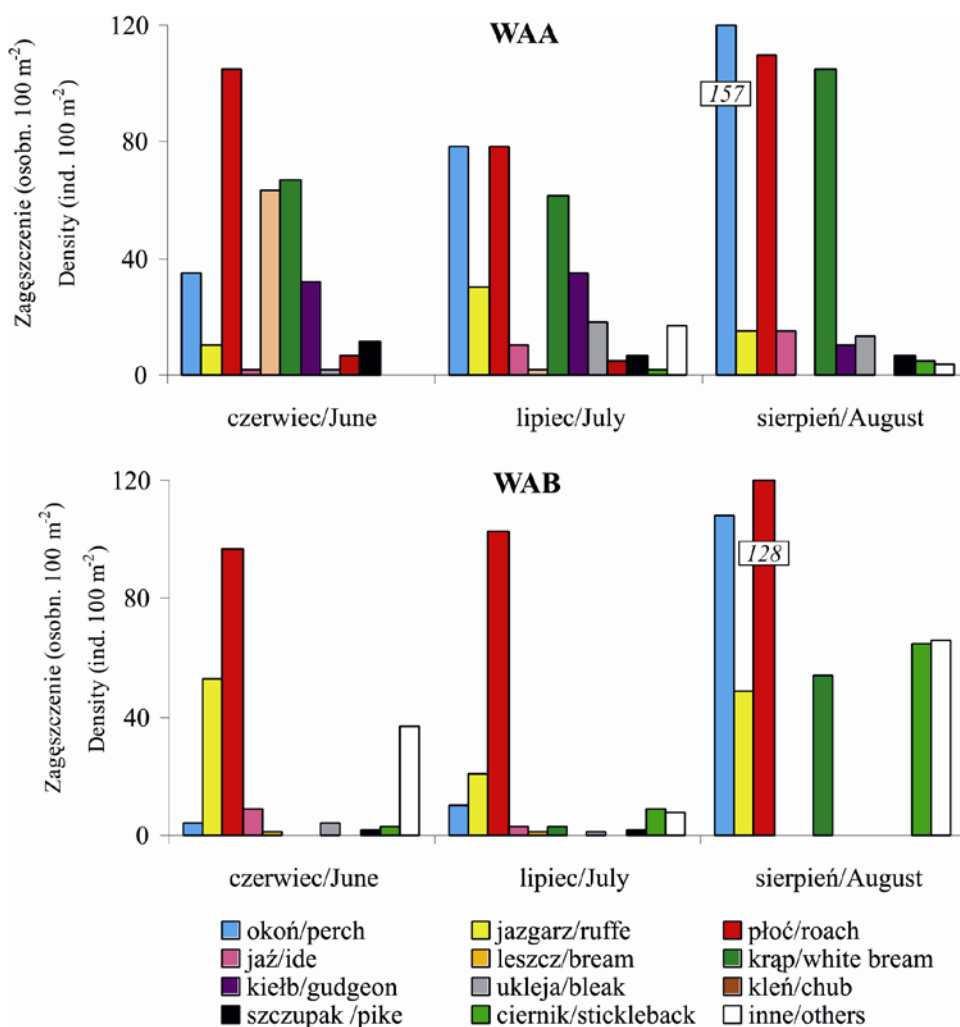 WAA
Zagęszczenie (osobn. 100 m⁻²)
Density (ind. 100 m⁻²)
120
80
40
0
157
czerwiec/June lipiec/July sierpień/August
WAB
Zagęszczenie (osobn. 100 m⁻²)
Density (ind. 100 m⁻²)
120
80
40
0
128
czerwiec/June lipiec/July sierpień/August
okoń/perch jazgarz/ruffe płoć/roach
jaź/ide leszcz/bream krąp/white bream
kiełb/gudgeon ukleja/bleak kleń/chub
szczupak /pike ciernik/stickleback inne/others